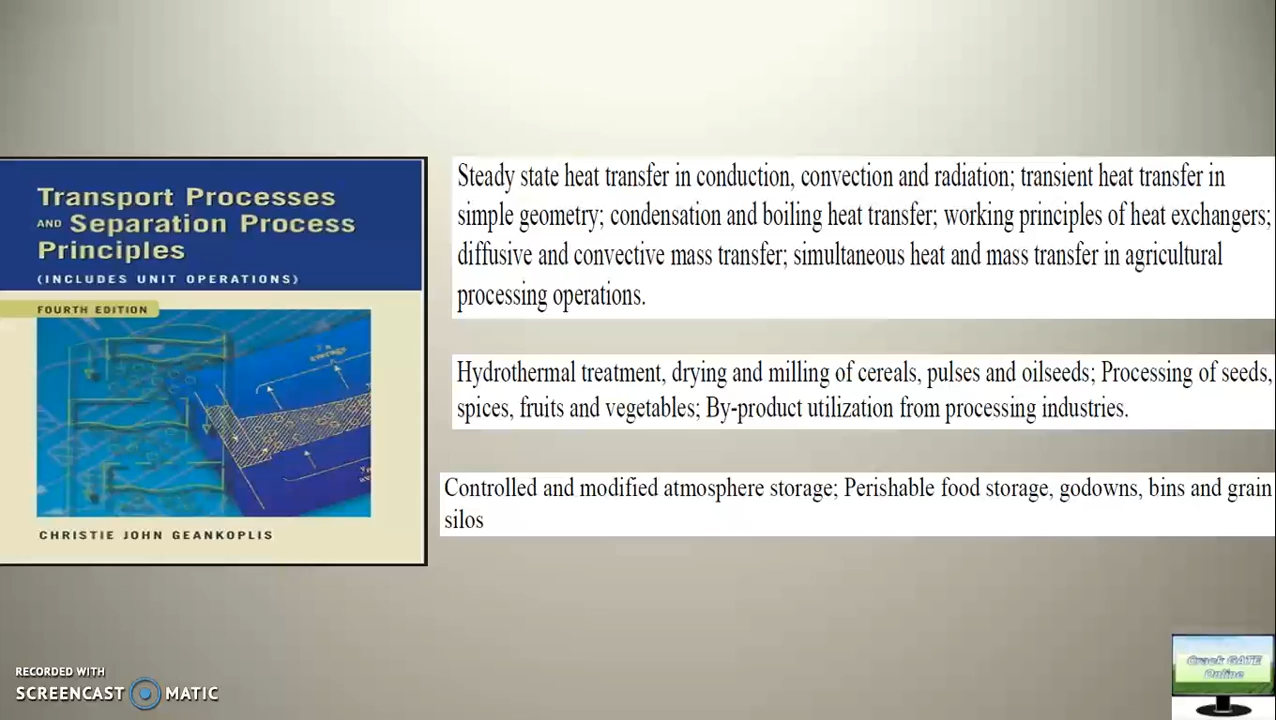 Transport Processes
AND Separation Process
Principles
(INCLUDES UNIT OPERATIONS)
FOURTH EDITION
CHRISTIE JOHN GEANKOPLIS
Steady state heat transfer in conduction, convection and radiation; transient heat transfer in
simple geometry; condensation and boiling heat transfer; working principles of heat exchangers;
diffusive and convective mass transfer; simultaneous heat and mass transfer in agricultural
processing operations.
Hydrothermal treatment, drying and milling of cereals, pulses and oilseeds; Processing of seeds,
spices, fruits and vegetables; By-product utilization from processing industries.
Controlled and modified atmosphere storage; Perishable food storage, godowns, bins and grain
silos
RECORDED WITH
SCREENCAST MATIC
Crack GATE
Online